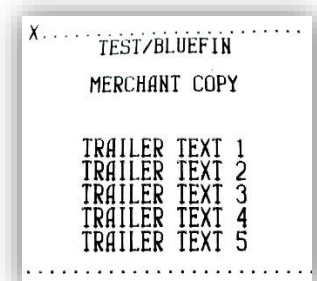 X..........................
TEST/BLUEFIN
MERCHANT COPY
TRAILER TEXT 1
TRAILER TEXT 2
TRAILER TEXT 3
TRAILER TEXT 4
TRAILER TEXT 5
..............................